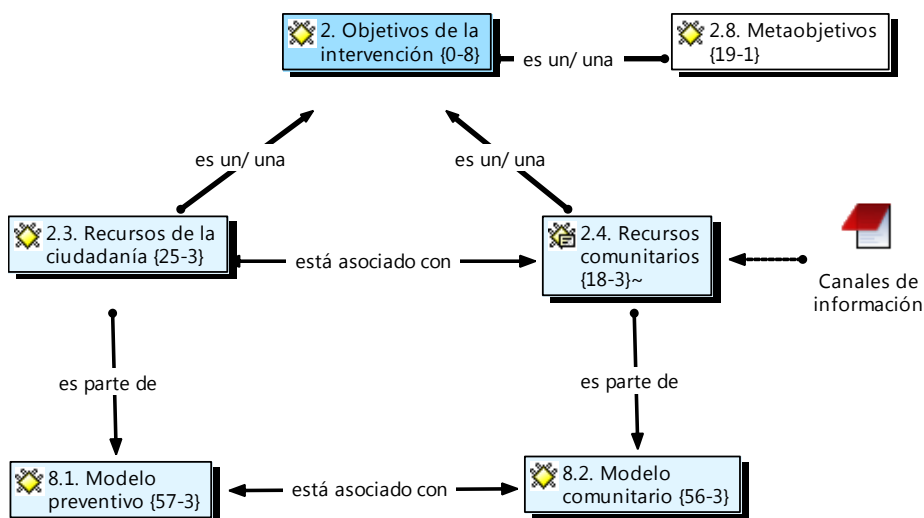 2. Objetivos de la
intervención {0-8}
2.8. Metaobjetivos
{19-1}
es un/ una
es un/ una
es un/ una
2.3. Recursos de la
ciudadanía {25-3}
2.4. Recursos
comunitarios
{18-3}~
está asociado con
Canales de
información
es parte de
es parte de
8.1. Modelo
preventivo {57-3}
está asociado con
8.2. Modelo
comunitario {56-3}